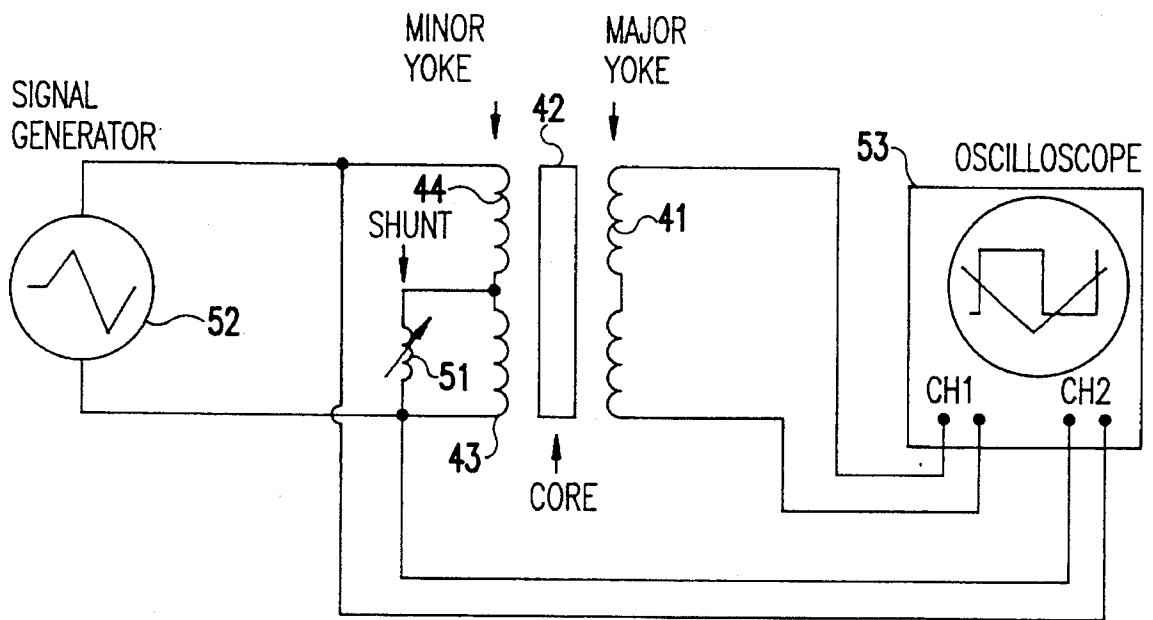 MINOR
YOKE
MAJOR
YOKE
SIGNAL
GENERATOR
42
53
OSCILLOSCOPE
44
SHUNT
41
52
51
CH1
CH2
43
CORE